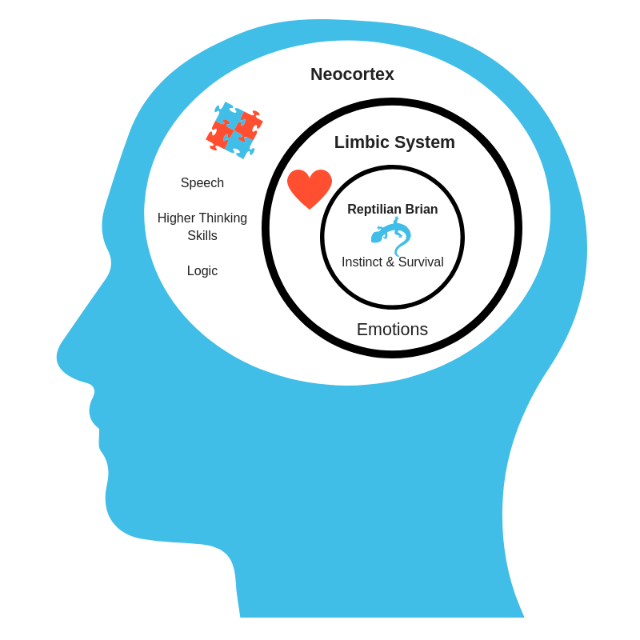 Neocortex
Limbic System
Speech
Higher Thinking
Skills
Logic
Reptilian Brian
Instinct & Survival
Emotions